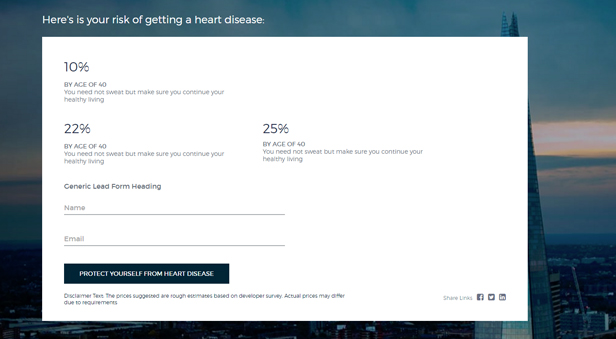 Here's is your risk of getting a heart disease:
10%
BY AGE OF 40
You need not sweat but make sure you continue your
healthy living
22%
BY AGE OF 40
You need not sweat but make sure you continue your
healthy living
25%
BY AGE OF 40
You need not sweat but make sure you continue your
healthy living
Generic Lead Form Heading
Name
Email
PROTECT YOURSELF FROM HEART DISEASE
Disclaimer Text: The prices suggested are rough estimates based on developer survey. Actual prices may differ
due to requirements
Share Links